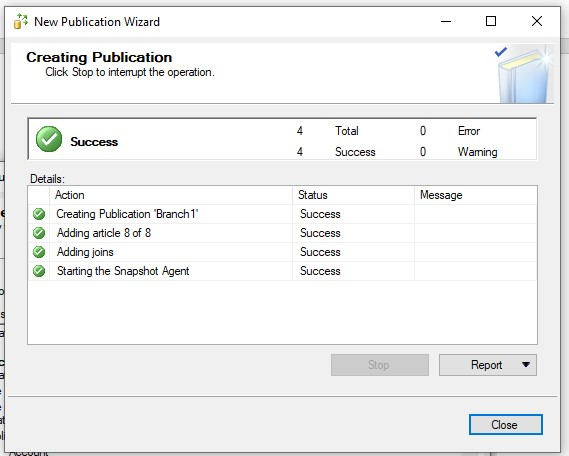 New Publication Wizard
Creating Publication
Click Stop to interrupt the operation.
Success
4 Total 0 Error
4 Success 0 Warning
Details:
Action Status Message
Creating Publication 'Branch1' Success
Adding article 8 of 8 Success
Adding joins Success
Starting the Snapshot Agent Success
Stop Report
Close
Account